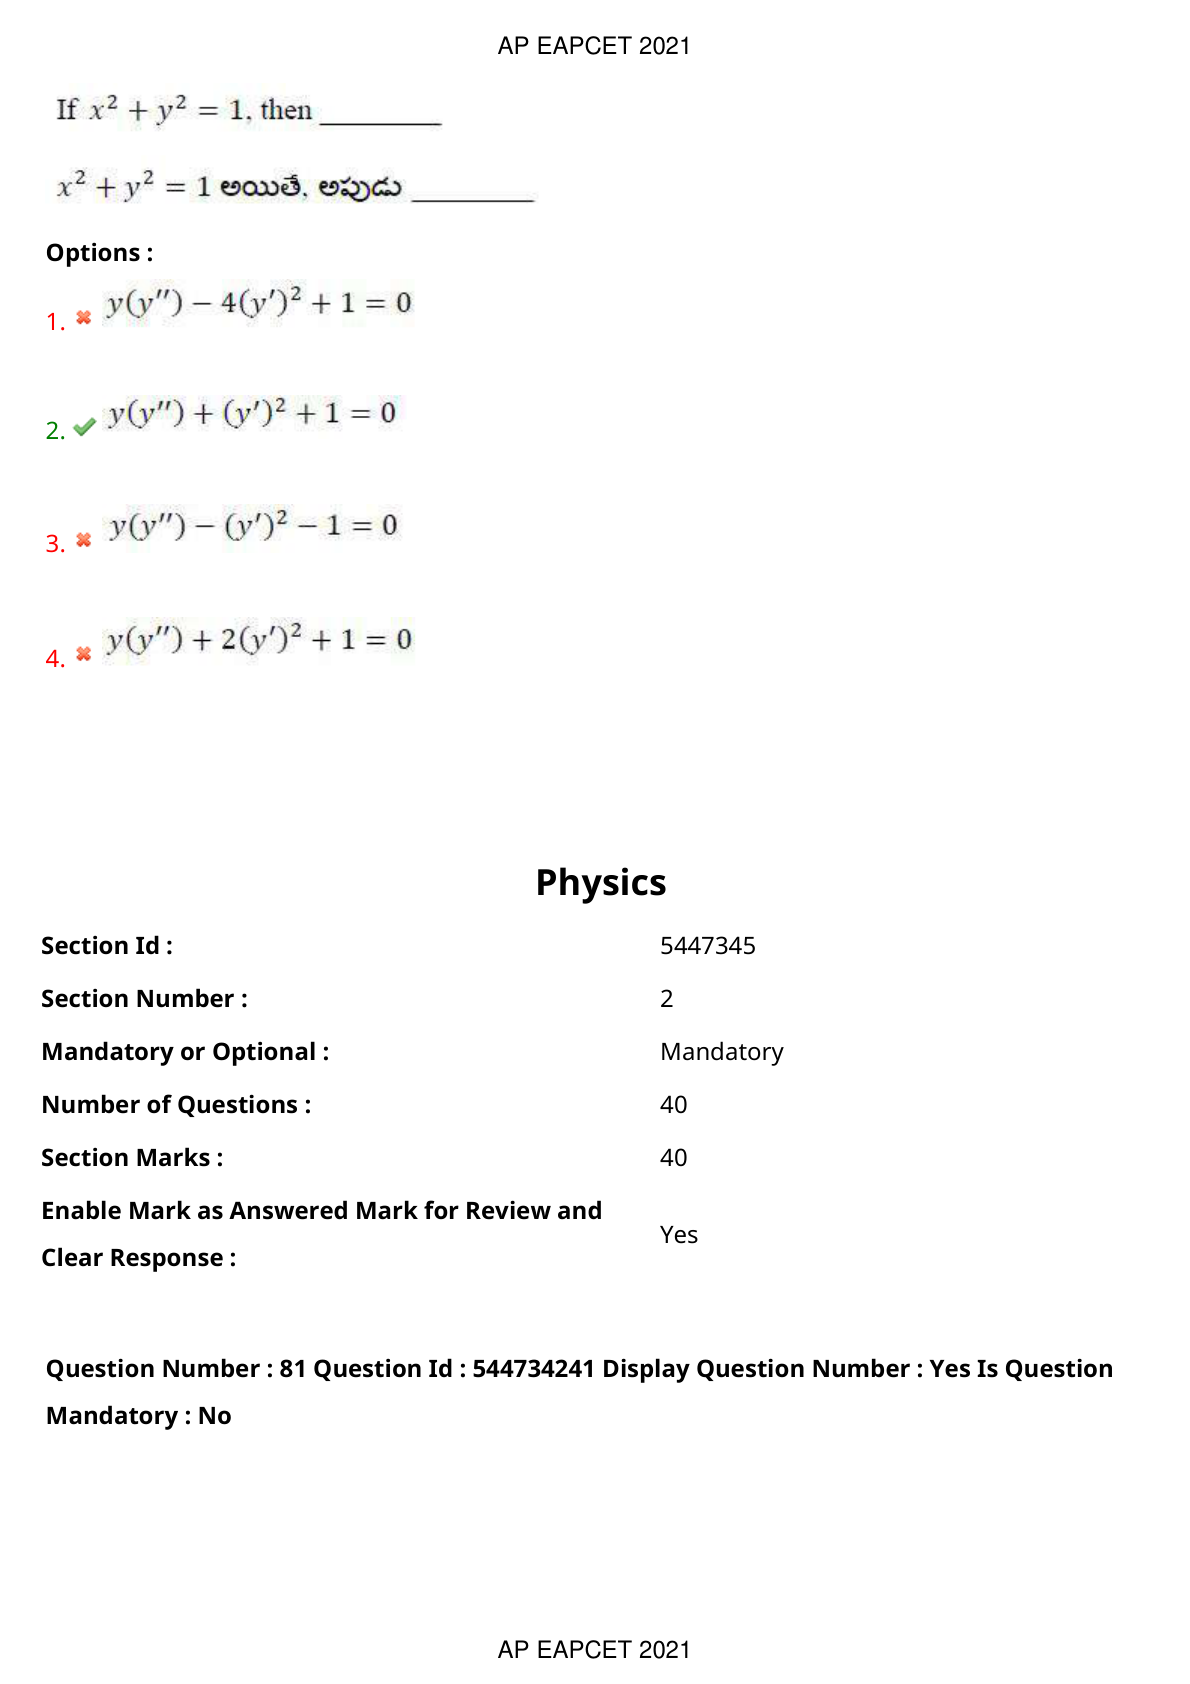 AP EAPCET 2021
If x² + y² = 1, then ________
x² + y² = 1 అయితే, అపుడు ________
Options :
1. ✖ y(y′′) − 4(y′)² + 1 = 0
2. ✔ y(y′′) + (y′)² + 1 = 0
3. ✖ y(y′′) − (y′)² − 1 = 0
4. ✖ y(y′′) + 2(y′)² + 1 = 0
Physics
Section Id : 5447345
Section Number : 2
Mandatory or Optional : Mandatory
Number of Questions : 40
Section Marks : 40
Enable Mark as Answered Mark for Review and
Clear Response : Yes
Question Number : 81 Question Id : 544734241 Display Question Number : Yes Is Question
Mandatory : No
AP EAPCET 2021